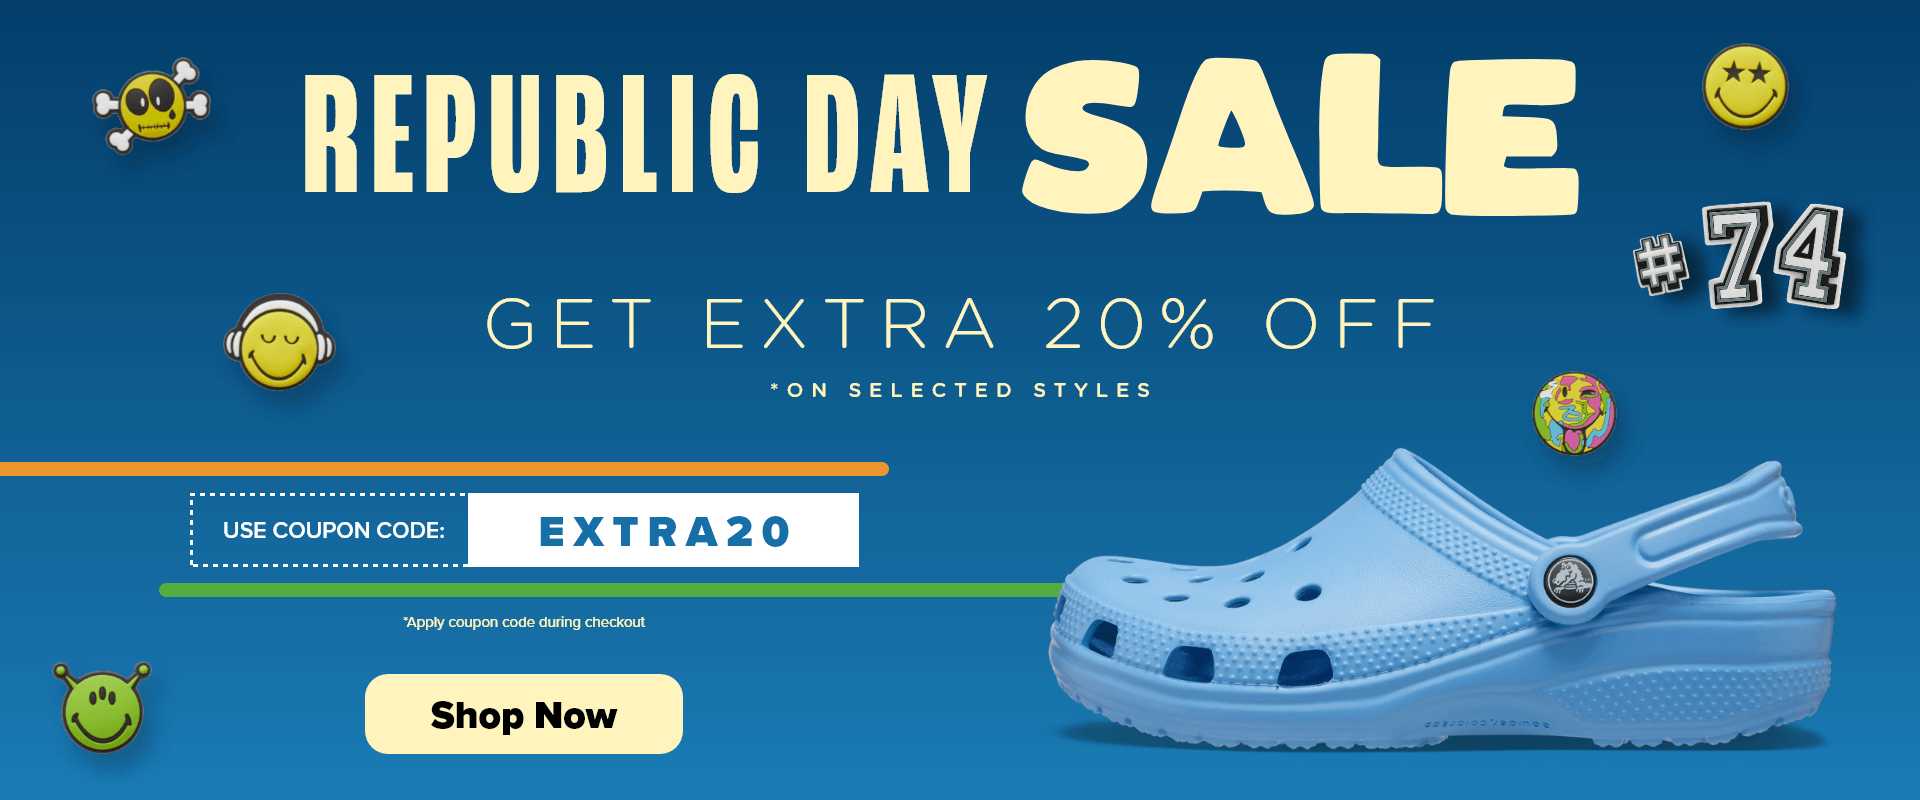 REPUBLIC DAY SALE
#74
GET EXTRA 20% OFF
*ON SELECTED STYLES
USE COUPON CODE: EXTRA20
*Apply coupon code during checkout
Shop Now